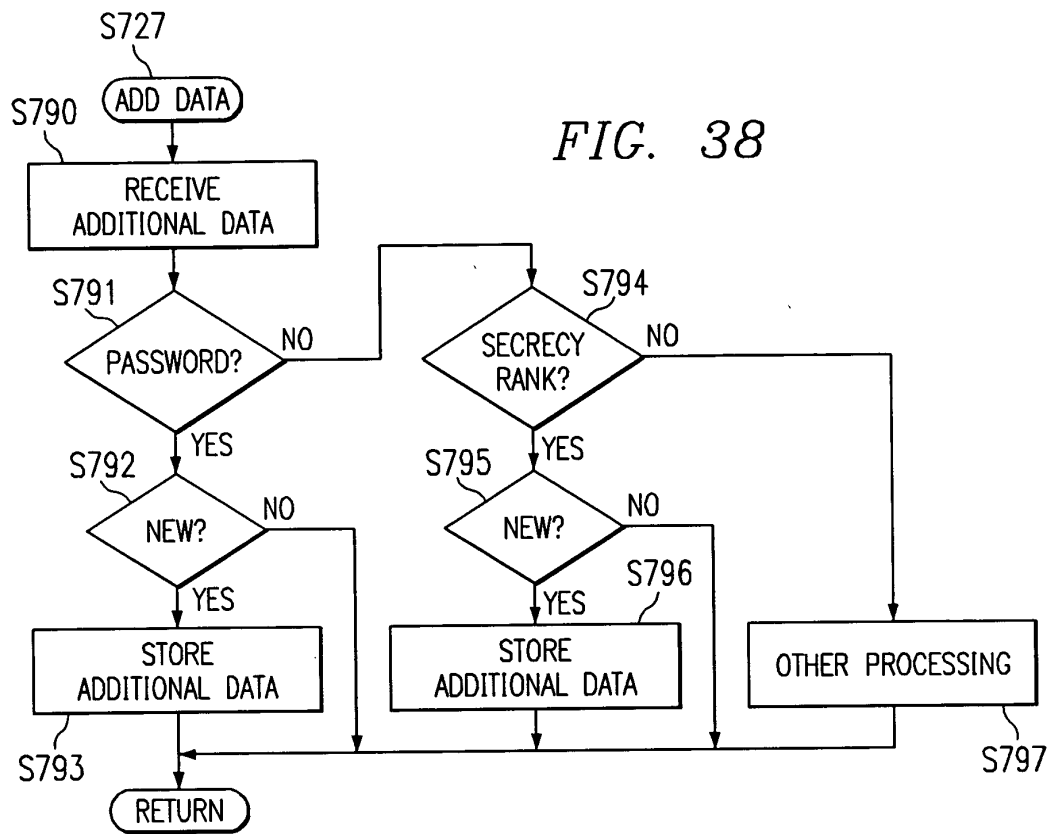 S727
ADD DATA
S790
FIG. 38
RECEIVE
ADDITIONAL DATA
S791
PASSWORD?
NO
S794
SECRECY
RANK?
NO
YES
S792
NEW?
NO
YES
S795
NEW?
NO
YES
S796
YES
STORE
ADDITIONAL DATA
S793
STORE
ADDITIONAL DATA
OTHER PROCESSING
S797
RETURN